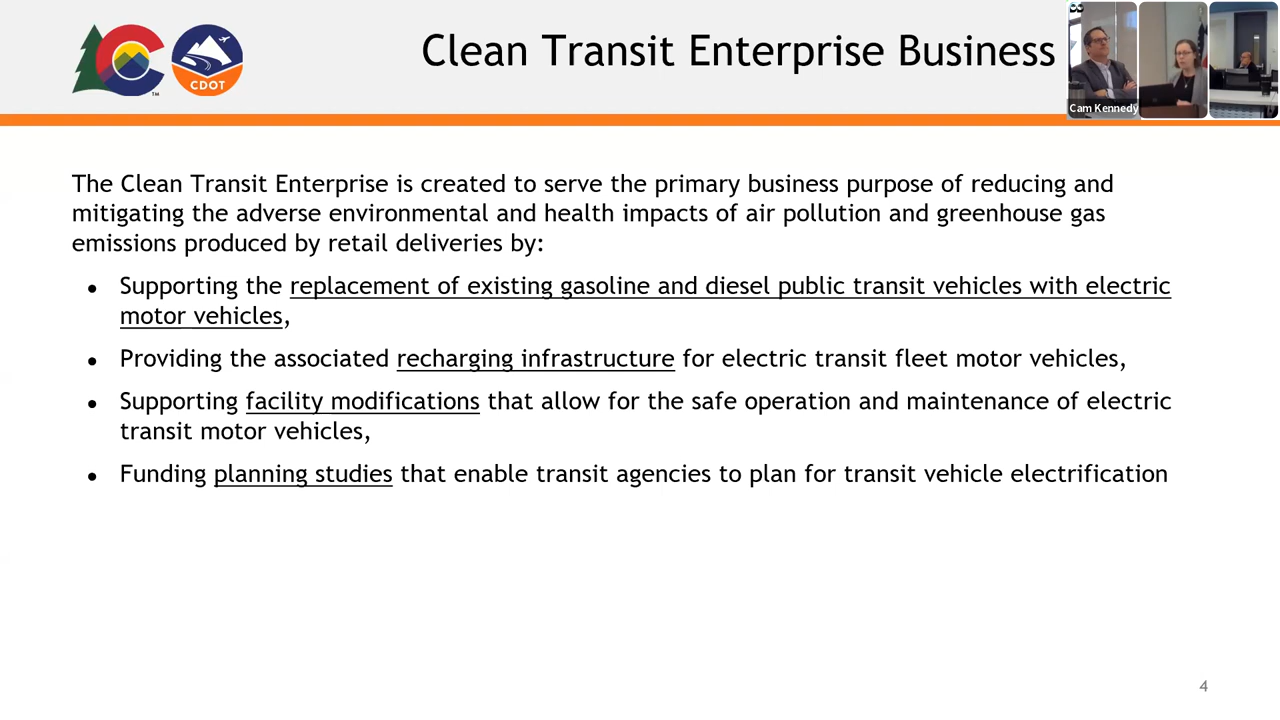 Clean Transit Enterprise Business
CDOT
TM
Cam Kennedy
The Clean Transit Enterprise is created to serve the primary business purpose of reducing and
mitigating the adverse environmental and health impacts of air pollution and greenhouse gas
emissions produced by retail deliveries by:
● Supporting the replacement of existing gasoline and diesel public transit vehicles with electric
motor vehicles,
● Providing the associated recharging infrastructure for electric transit fleet motor vehicles,
● Supporting facility modifications that allow for the safe operation and maintenance of electric
transit motor vehicles,
● Funding planning studies that enable transit agencies to plan for transit vehicle electrification
4